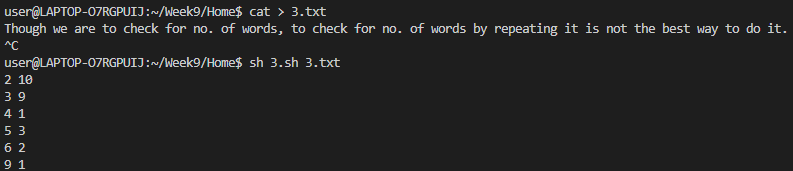 user@LAPTOP-O7RGPUIJ:~/Week9/Home$ cat > 3.txt
Though we are to check for no. of words, to check for no. of words by repeating it is not the best way to do it.
^C
user@LAPTOP-O7RGPUIJ:~/Week9/Home$ sh 3.sh 3.txt
2 10
3 9
4 1
5 3
6 2
9 1